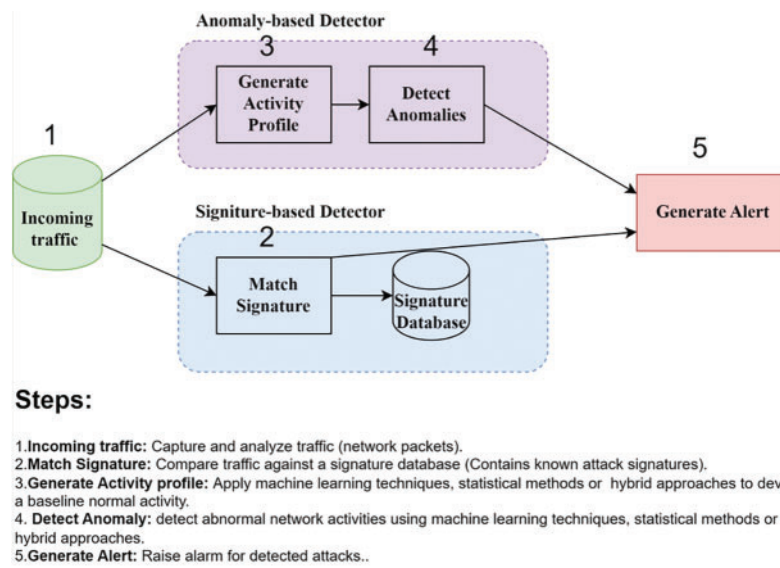 Anomaly-based Detector
3
4
Generate
Activity
Profile
Detect
Anomalies
1
5
Incoming
traffic
Generate Alert
Signiture-based Detector
2
Match
Signature
Signature
Database
Steps:
1.Incoming traffic: Capture and analyze traffic (network packets).
2.Match Signature: Compare traffic against a signature database (Contains known attack signatures).
3.Generate Activity profile: Apply machine learning techniques, statistical methods or hybrid approaches to dev
a baseline normal activity.
4. Detect Anomaly: detect abnormal network activities using machine learning techniques, statistical methods or
hybrid approaches.
5.Generate Alert: Raise alarm for detected attacks..